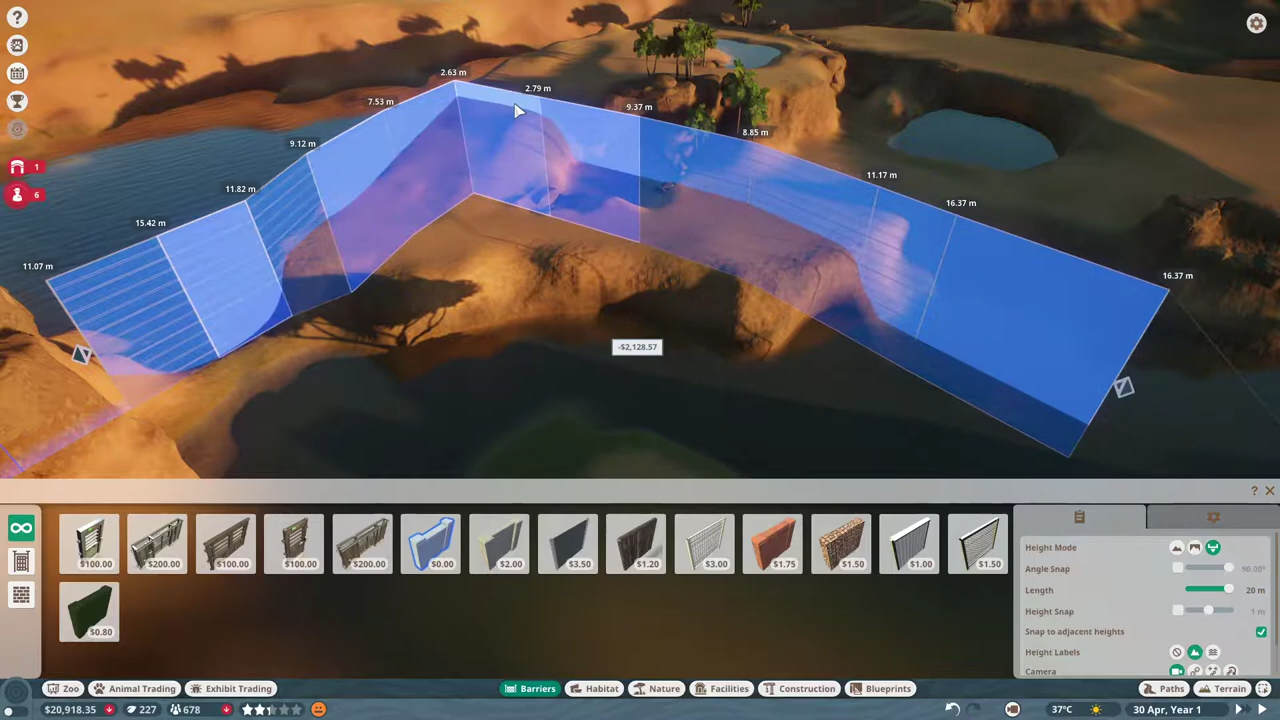 2.63 m
2.79 m
7.53 m
9.37 m
8.85 m
9.12 m
11.17 m
11.82 m
16.37 m
15.42 m
11.07 m
16.37 m
1
6
-$2,128.57
?
$100.00
$200.00
$100.00
$100.00
$200.00
$0.00
$2.00
$3.50
$1.20
$3.00
$1.75
$1.50
$1.00
$1.50
$0.80
Height Mode
Angle Snap 90.00°
Length 20 m
Height Snap 1 m
Snap to adjacent heights
Height Labels
Camera
Zoo Animal Trading Exhibit Trading Barriers Habitat Nature Facilities Construction Blueprints Paths Terrain
$20,918.35 227 678 37°C 30 Apr, Year 1